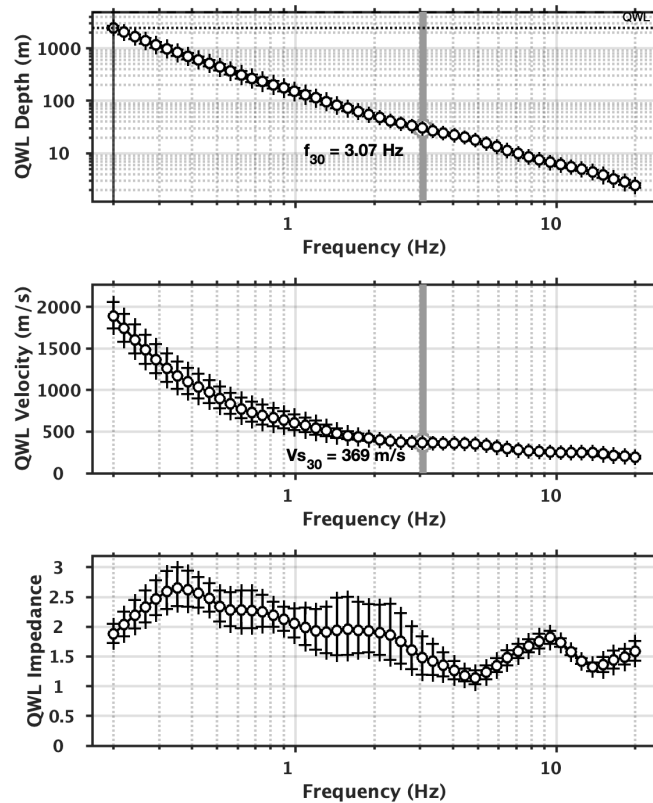 QWL
QWL Depth (m)
1000
100
10
f30 = 3.07 Hz
1
10
Frequency (Hz)
QWL Velocity (m/s)
2000
1500
1000
500
0
Vs30 = 369 m/s
1
10
Frequency (Hz)
QWL Impedance
3
2.5
2
1.5
1
0.5
0
1
10
Frequency (Hz)